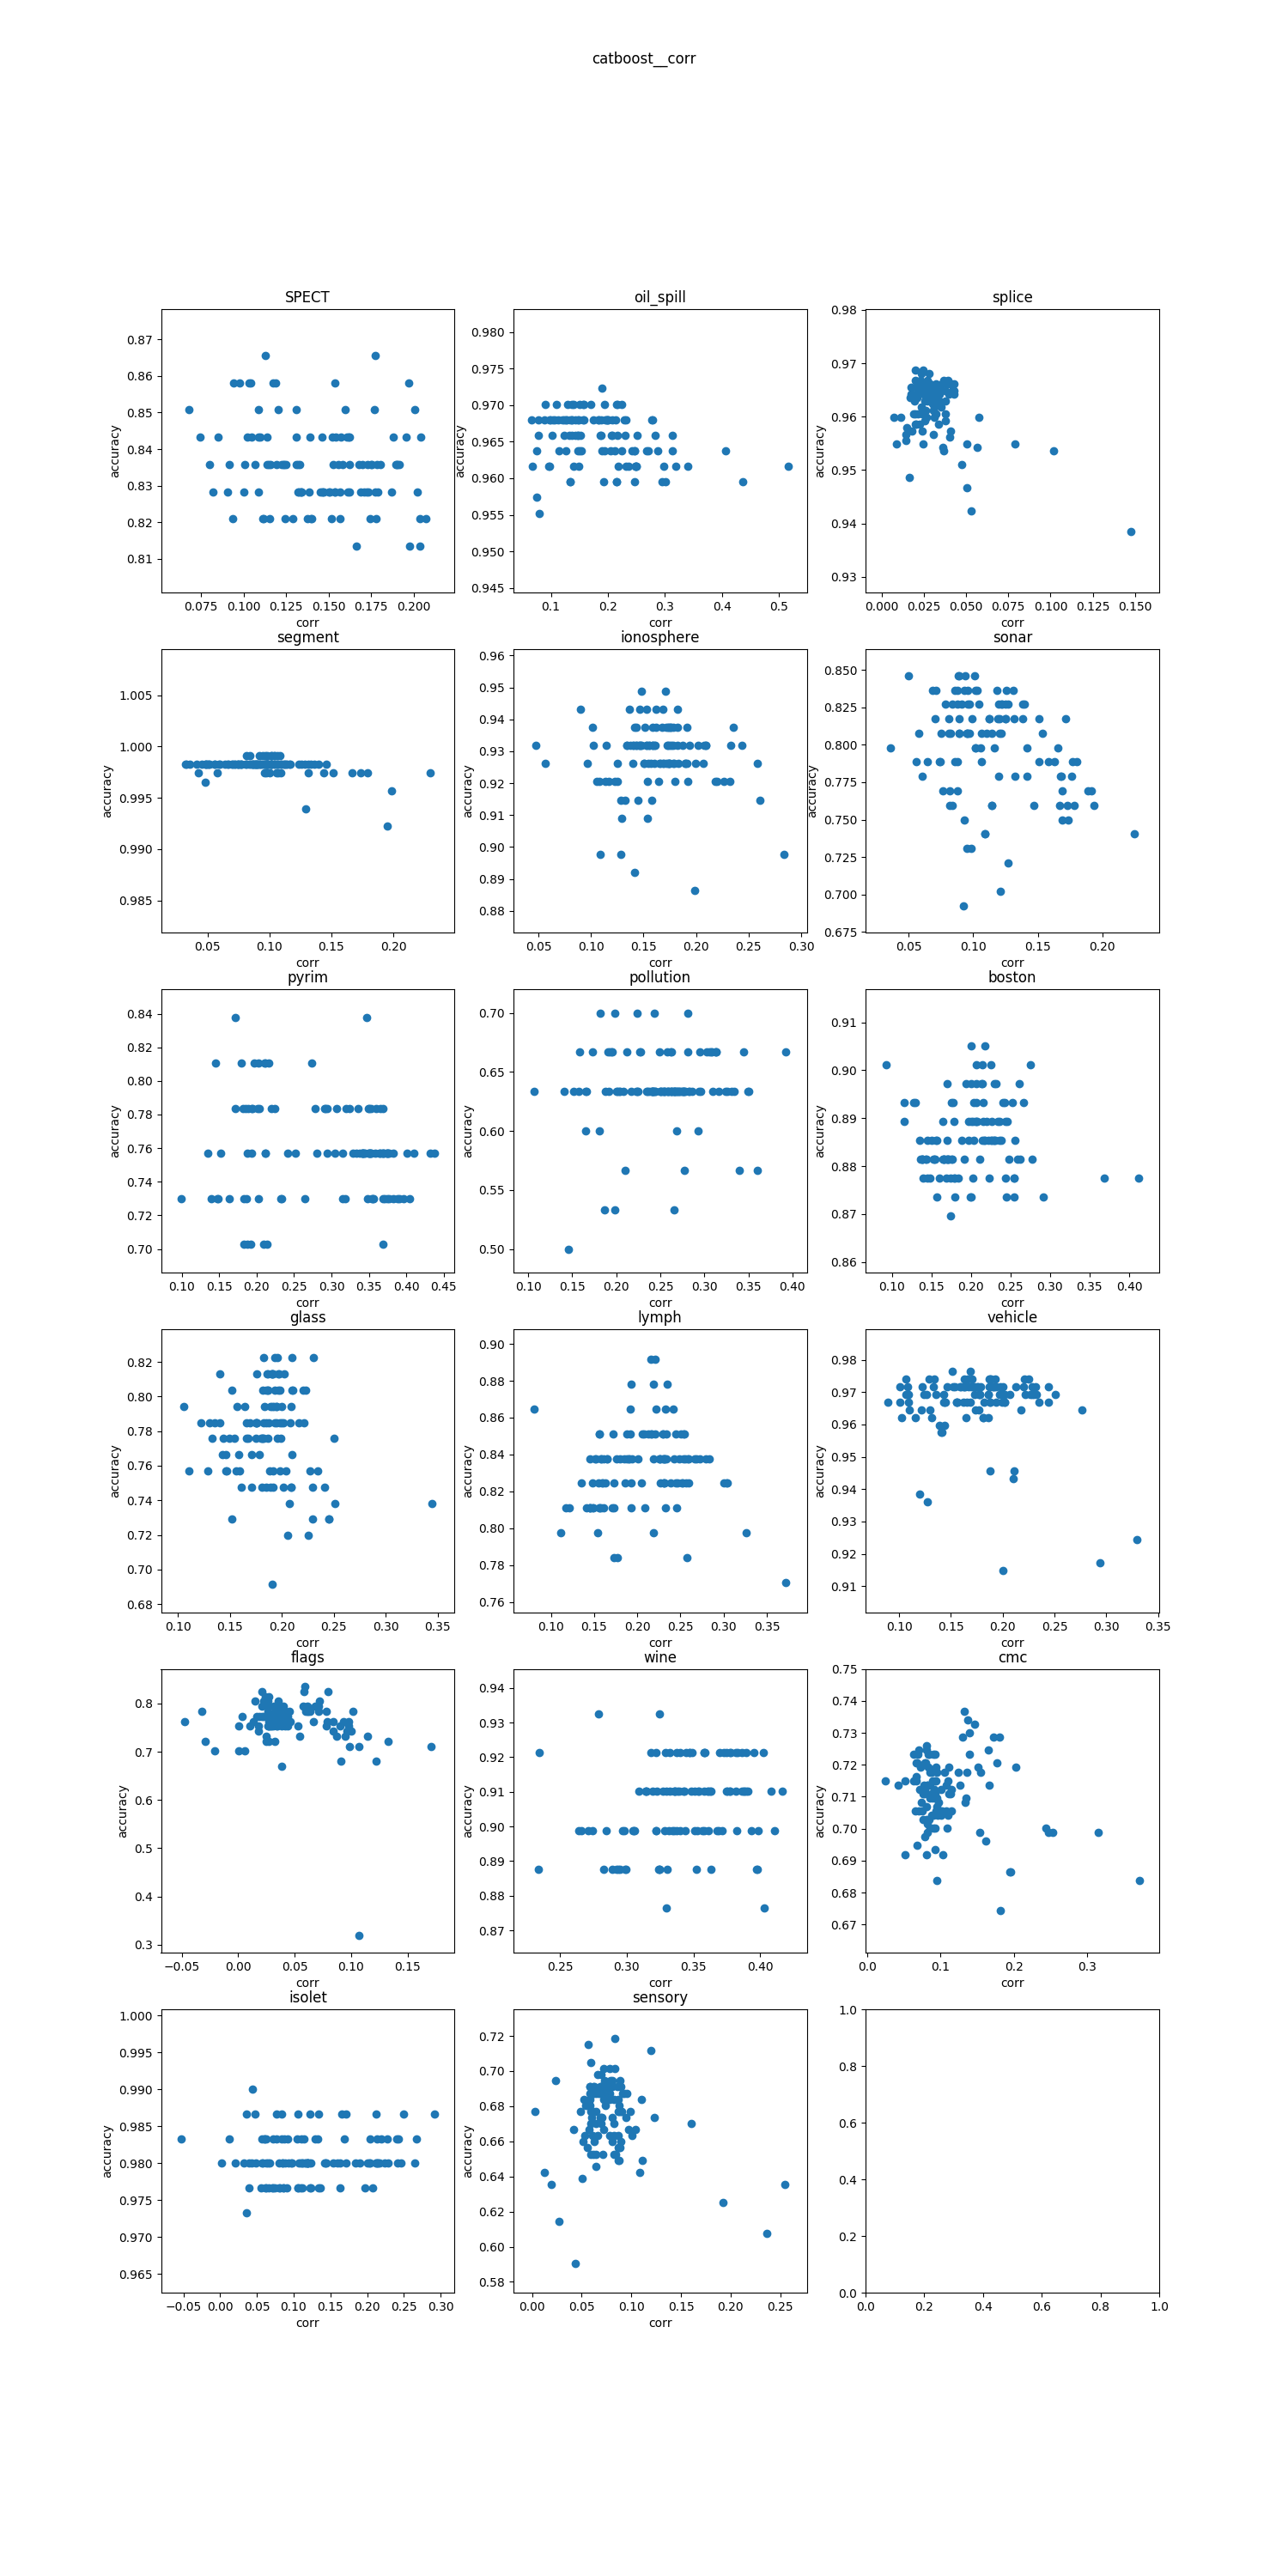 catboost__corr
SPECT
0.87
0.86
0.85
0.84
0.83
0.82
0.81
accuracy
0.075 0.100 0.125 0.150 0.175 0.200
corr
oil_spill
0.980
0.975
0.970
0.965
0.960
0.955
0.950
0.945
accuracy
0.1 0.2 0.3 0.4 0.5
corr
splice
0.98
0.97
0.96
0.95
0.94
0.93
accuracy
0.000 0.025 0.050 0.075 0.100 0.125 0.150
corr
segment
1.005
1.000
0.995
0.990
0.985
accuracy
0.05 0.10 0.15 0.20
corr
ionosphere
0.96
0.95
0.94
0.93
0.92
0.91
0.90
0.89
0.88
accuracy
0.05 0.10 0.15 0.20 0.25 0.30
corr
sonar
0.850
0.825
0.800
0.775
0.750
0.725
0.700
0.675
accuracy
0.05 0.10 0.15 0.20
corr
pyrim
0.84
0.82
0.80
0.78
0.76
0.74
0.72
0.70
accuracy
0.10 0.15 0.20 0.25 0.30 0.35 0.40 0.45
corr
pollution
0.70
0.65
0.60
0.55
0.50
accuracy
0.10 0.15 0.20 0.25 0.30 0.35 0.40
corr
boston
0.91
0.90
0.89
0.88
0.87
0.86
accuracy
0.10 0.15 0.20 0.25 0.30 0.35 0.40
corr
glass
0.82
0.80
0.78
0.76
0.74
0.72
0.70
0.68
accuracy
0.10 0.15 0.20 0.25 0.30 0.35
corr
lymph
0.90
0.88
0.86
0.84
0.82
0.80
0.78
0.76
accuracy
0.10 0.15 0.20 0.25 0.30 0.35
corr
vehicle
0.98
0.97
0.96
0.95
0.94
0.93
0.92
0.91
accuracy
0.10 0.15 0.20 0.25 0.30 0.35
corr
flags
0.8
0.7
0.6
0.5
0.4
0.3
accuracy
−0.05 0.00 0.05 0.10 0.15
corr
wine
0.94
0.93
0.92
0.91
0.90
0.89
0.88
0.87
accuracy
0.25 0.30 0.35 0.40
corr
cmc
0.75
0.74
0.73
0.72
0.71
0.70
0.69
0.68
0.67
accuracy
0.0 0.1 0.2 0.3
corr
isolet
1.000
0.995
0.990
0.985
0.980
0.975
0.970
0.965
accuracy
−0.05 0.00 0.05 0.10 0.15 0.20 0.25 0.30
corr
sensory
0.72
0.70
0.68
0.66
0.64
0.62
0.60
0.58
accuracy
0.00 0.05 0.10 0.15 0.20 0.25
corr
1.0
0.8
0.6
0.4
0.2
0.0
0.0 0.2 0.4 0.6 0.8 1.0